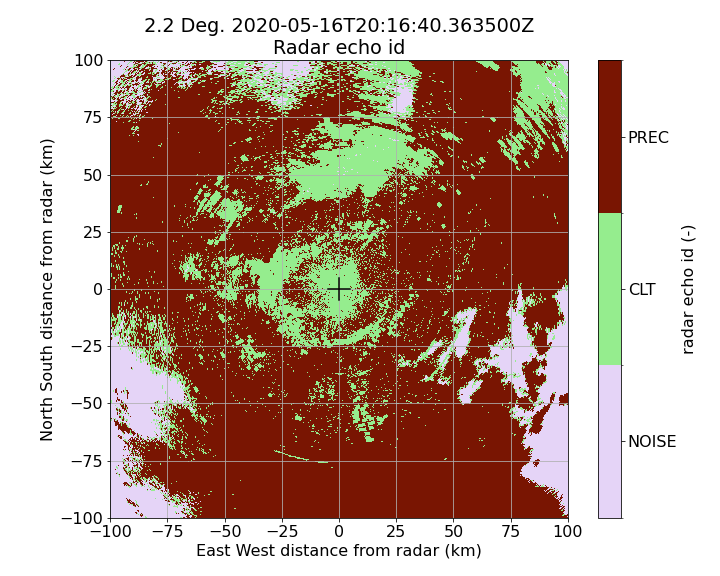 2.2 Deg. 2020-05-16T20:16:40.363500Z
Radar echo id
100
75
50
25
0
−25
−50
−75
−100
North South distance from radar (km)
−100 −75 −50 −25 0 25 50 75 100
East West distance from radar (km)
PREC
CLT
NOISE
radar echo id (-)